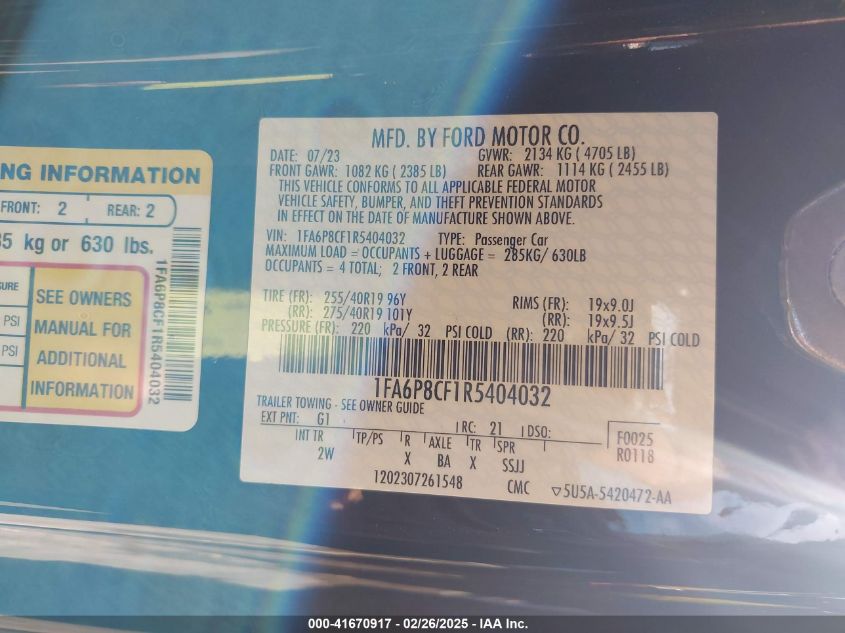 NG INFORMATION
FRONT: 2 REAR: 2
35 kg or 630 lbs.
SURE
PSI
PSI
SEE OWNERS
MANUAL FOR
ADDITIONAL
INFORMATION
1FA6P8CF1R5404032
MFD. BY FORD MOTOR CO.
DATE: 07/23 GVWR: 2134 KG ( 4705 LB)
FRONT GAWR: 1082 KG ( 2385 LB) REAR GAWR: 1114 KG ( 2455 LB)
THIS VEHICLE CONFORMS TO ALL APPLICABLE FEDERAL MOTOR
VEHICLE SAFETY, BUMPER, AND THEFT PREVENTION STANDARDS
IN EFFECT ON THE DATE OF MANUFACTURE SHOWN ABOVE.
VIN: 1FA6P8CF1R5404032 TYPE: Passenger Car
MAXIMUM LOAD = OCCUPANTS + LUGGAGE = 285KG/ 630LB
OCCUPANTS = 4 TOTAL; 2 FRONT, 2 REAR
TIRE (FR): 255/40R19 96Y RIMS (FR): 19x9.0J
(RR): 275/40R19 101Y (RR): 19x9.5J
PRESSURE (FR): 220 kPa/ 32 PSI COLD (RR): 220 kPa/ 32 PSI COLD
1FA6P8CF1R5404032
TRAILER TOWING - SEE OWNER GUIDE
EXT PNT: G1 RC: 21 DSO: F0025
R0118
INT TR TP/PS R AXLE TR SPR
2W X BA X SSJJ
1202307261548 CMC ▽5U5A-5420472-AA
000-41670917 - 02/26/2025 - IAA Inc.